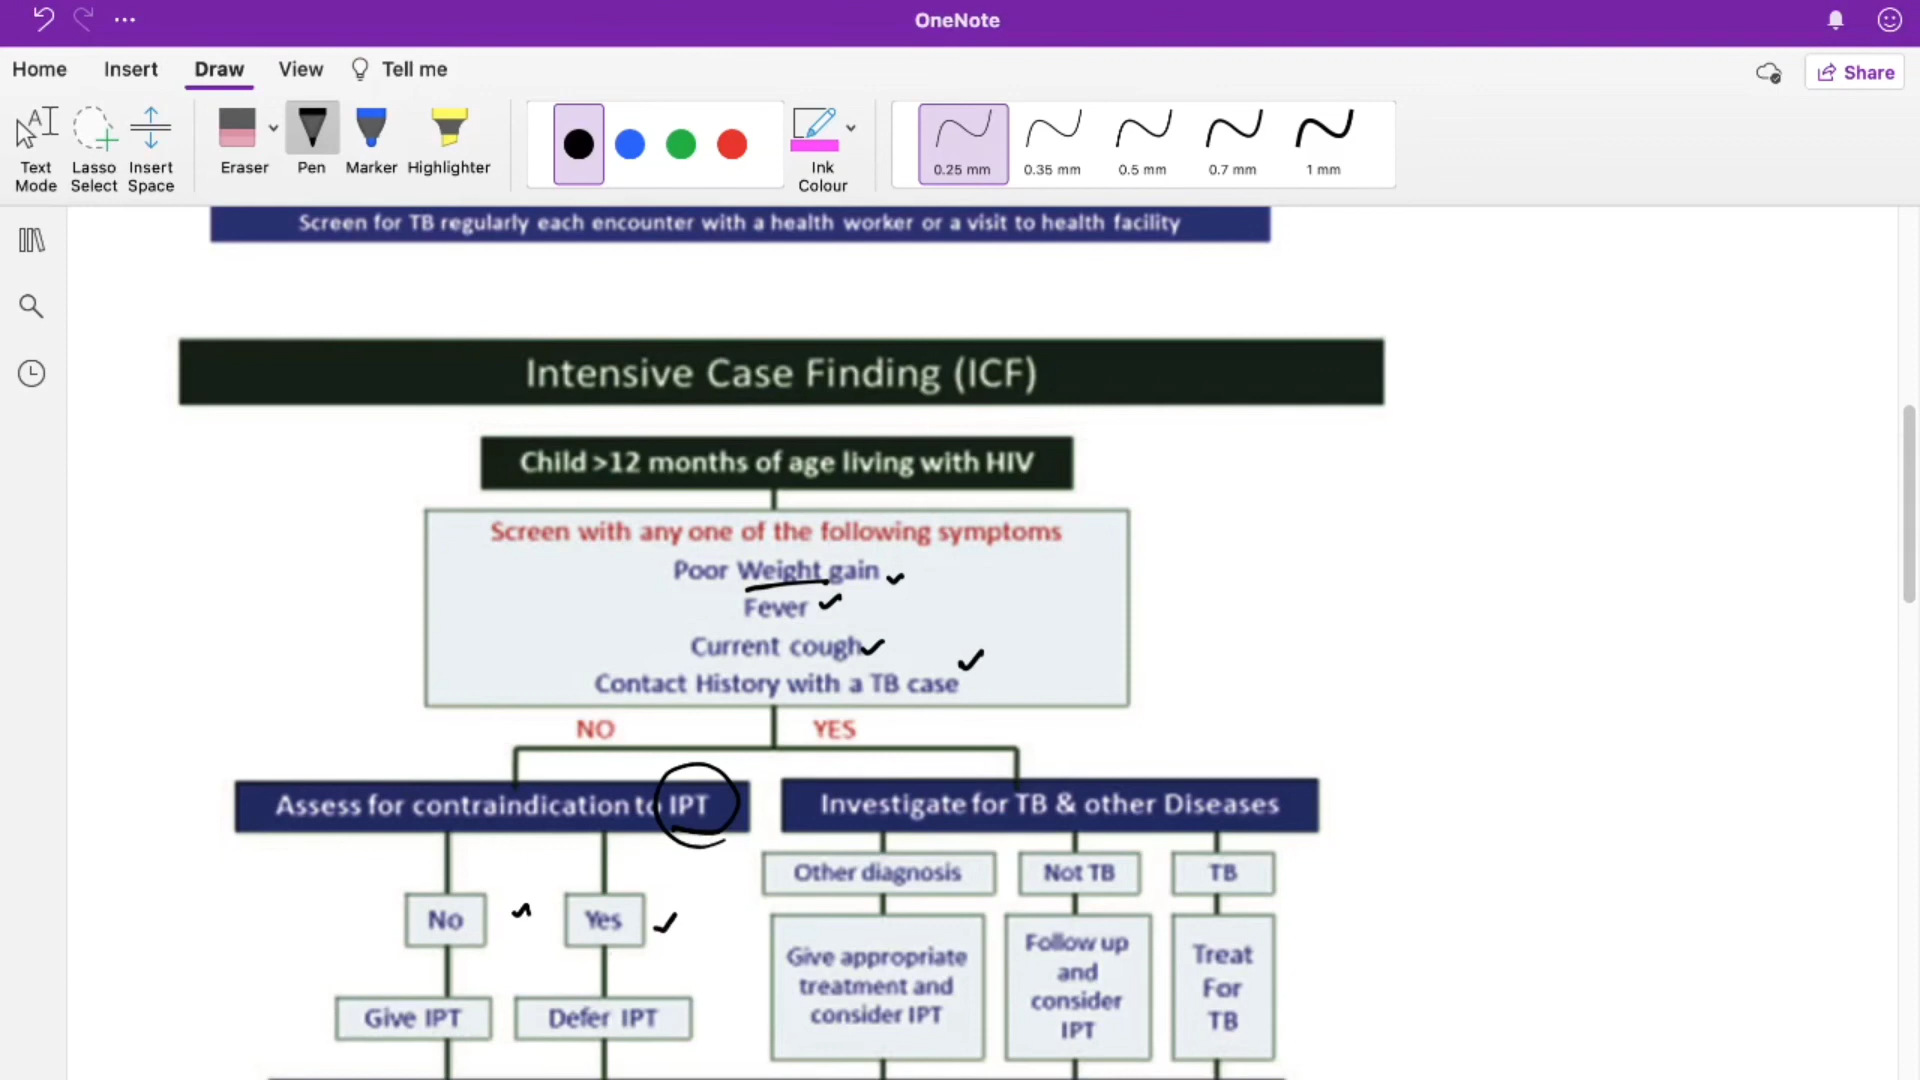 OneNote
Home Insert Draw View Tell me
Share
Text Mode
Lasso Select
Insert Space
Eraser
Pen
Marker
Highlighter
Ink Colour
0.25 mm
0.35 mm
0.5 mm
0.7 mm
1 mm
Screen for TB regularly each encounter with a health worker or a visit to health facility
Intensive Case Finding (ICF)
Child >12 months of age living with HIV
Screen with any one of the following symptoms
Poor Weight gain
Fever
Current cough
Contact History with a TB case
NO YES
Assess for contraindication to IPT
Investigate for TB & other Diseases
Other diagnosis
Not TB
TB
No
Yes
Give appropriate
treatment and
consider IPT
Follow up
and
consider
IPT
Treat
For
TB
Give IPT
Defer IPT